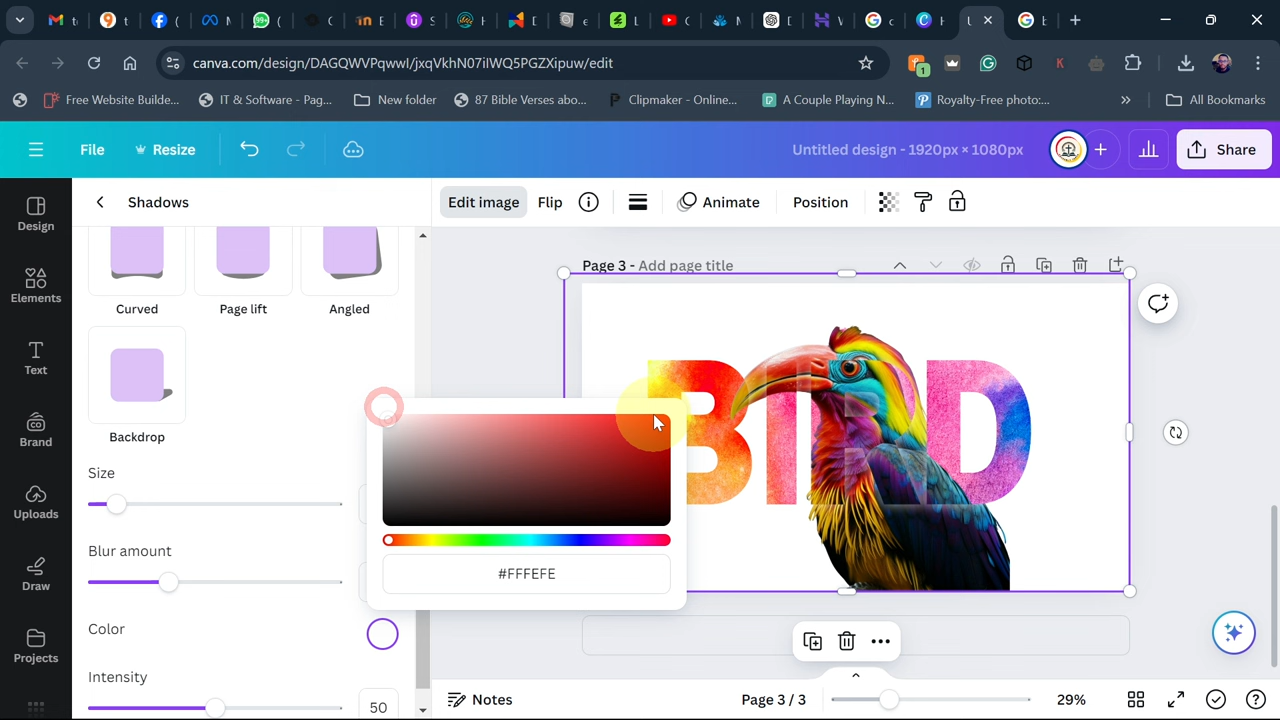 canva.com/design/DAGQWVPqwwI/jxqVkhN07ilWQ5PGZXipuw/edit
Free Website Builde...
IT & Software - Pag...
New folder
87 Bible Verses abo...
Clipmaker - Online...
A Couple Playing N...
Royalty-Free photo:...
All Bookmarks
File
Resize
Untitled design - 1920px × 1080px
Share
Design
Elements
Text
Brand
Uploads
Draw
Projects
Shadows
Edit image
Flip
Animate
Position
Curved
Page lift
Angled
Backdrop
Size
Blur amount
Color
Intensity
50
#FFFEFE
Page 3 - Add page title
BIRD
Notes
Page 3 / 3
29%